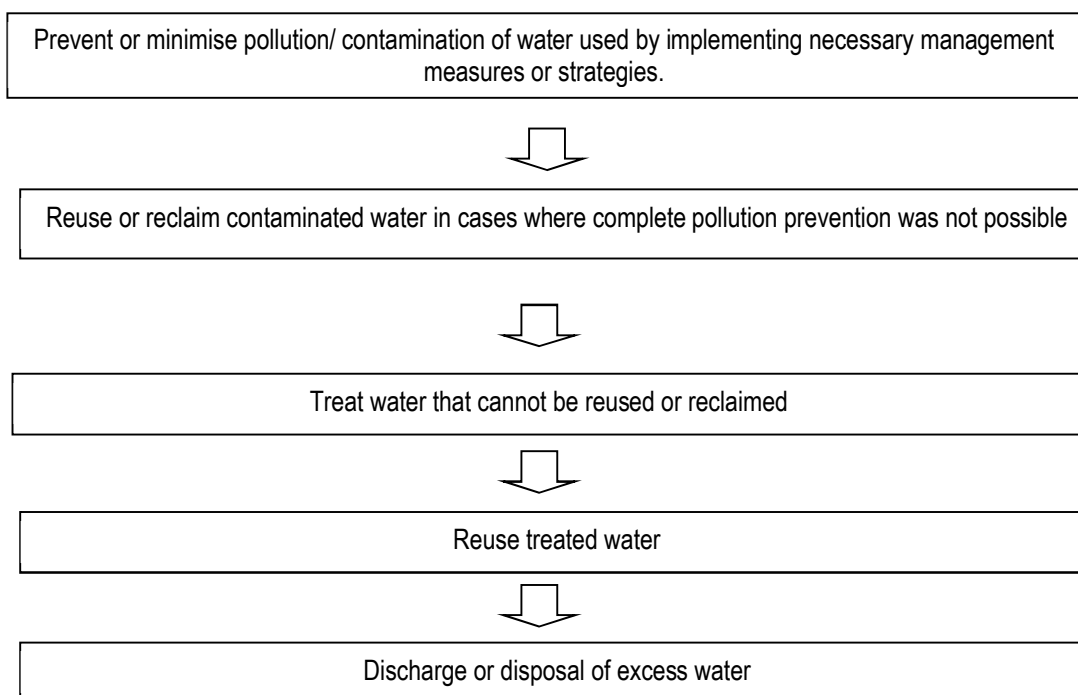 Prevent or minimise pollution/ contamination of water used by implementing necessary management
measures or strategies.
Reuse or reclaim contaminated water in cases where complete pollution prevention was not possible
Treat water that cannot be reused or reclaimed
Reuse treated water
Discharge or disposal of excess water